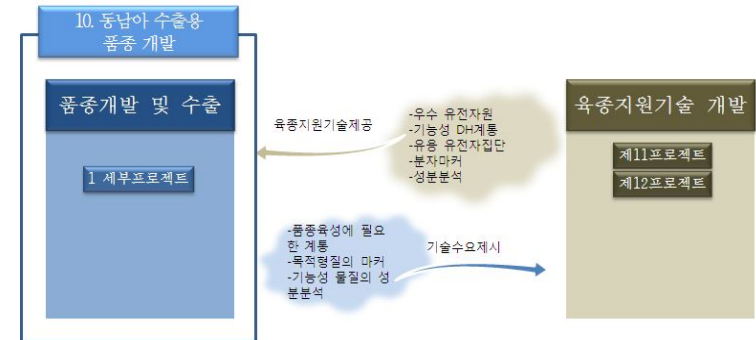 10. 동남아 수출용
품종 개발
품종개발 및 수출
1 세부프로젝트
육종지원기술제공
-우수 유전자원
-기능성 DH계통
-유용 유전자집단
-분자마커
-성분분석
육종지원기술 개발
제11프로젝트
제12프로젝트
-품종육성에 필요
한 계통
-목적형질의 마커
-기능성 물질의 성
분분석
기술수요제시